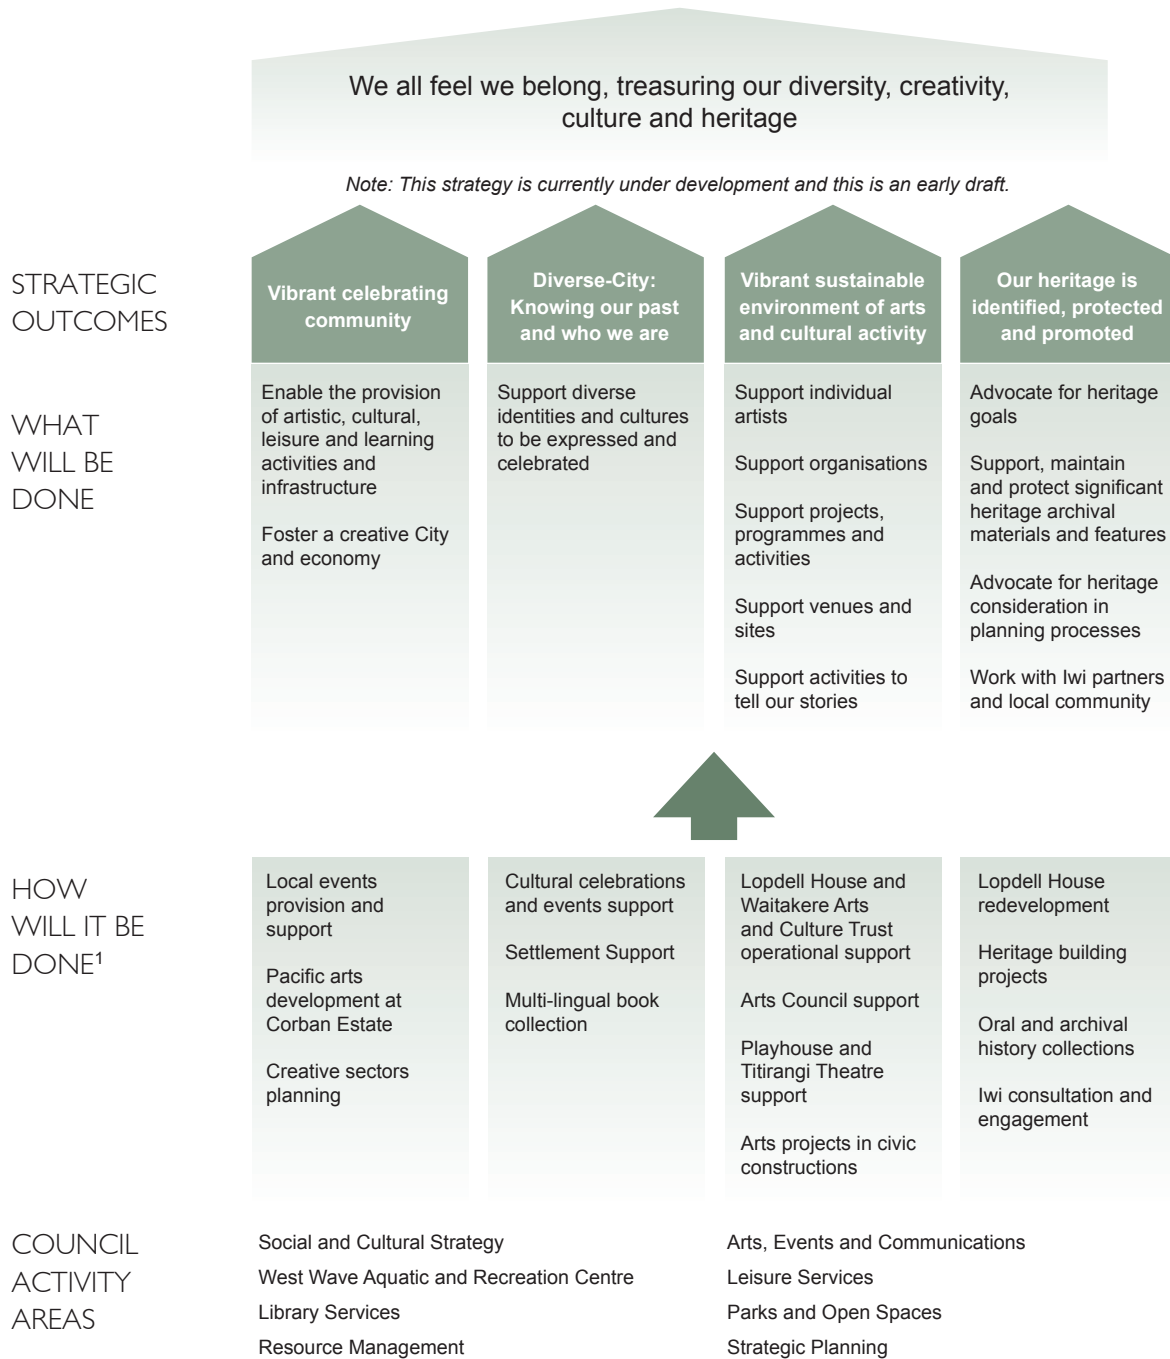 We all feel we belong, treasuring our diversity, creativity,
culture and heritage
Note: This strategy is currently under development and this is an early draft.
STRATEGIC
OUTCOMES
Vibrant celebrating
community
Diverse-City:
Knowing our past
and who we are
Vibrant sustainable
environment of arts
and cultural activity
Our heritage is
identified, protected
and promoted
WHAT
WILL BE
DONE
Enable the provision
of artistic, cultural,
leisure and learning
activities and
infrastructure
Foster a creative City
and economy
Support diverse
identities and cultures
to be expressed and
celebrated
Support individual
artists
Support organisations
Support projects,
programmes and
activities
Support venues and
sites
Support activities to
tell our stories
Advocate for heritage
goals
Support, maintain
and protect significant
heritage archival
materials and features
Advocate for heritage
consideration in
planning processes
Work with Iwi partners
and local community
HOW
WILL IT BE
DONE¹
Local events
provision and
support
Pacific arts
development at
Corban Estate
Creative sectors
planning
Cultural celebrations
and events support
Settlement Support
Multi-lingual book
collection
Lopdell House and
Waitakere Arts
and Culture Trust
operational support
Arts Council support
Playhouse and
Titirangi Theatre
support
Arts projects in civic
constructions
Lopdell House
redevelopment
Heritage building
projects
Oral and archival
history collections
Iwi consultation and
engagement
COUNCIL
ACTIVITY
AREAS
Social and Cultural Strategy
West Wave Aquatic and Recreation Centre
Library Services
Resource Management
Arts, Events and Communications
Leisure Services
Parks and Open Spaces
Strategic Planning